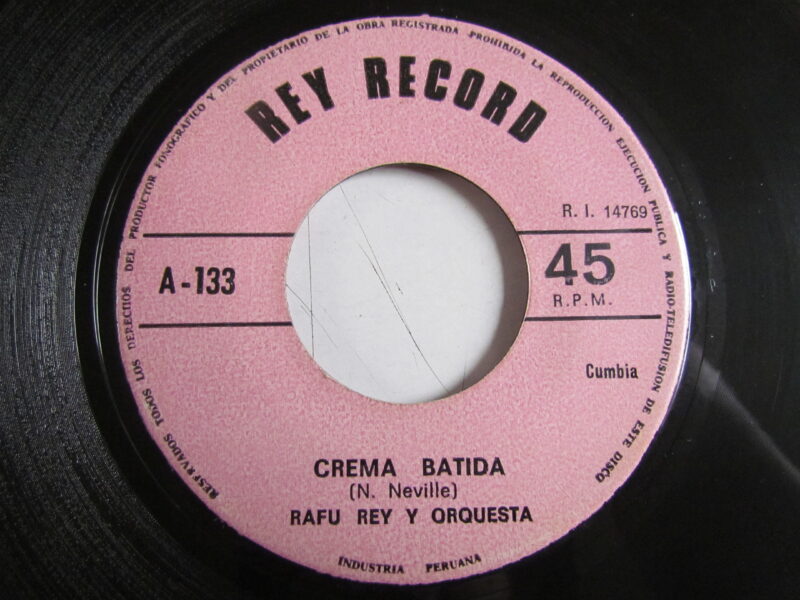 RESERVADOS TODOS LOS DERECHOS DEL PRODUCTOR FONOGRAFICO Y DEL PROPIETARIO DE LA OBRA REGISTRADA PROHIBIDA LA REPRODUCCION EJECUCION PUBLICA Y RADIO-TELEDIFUSION DE ESTE DISCO
REY RECORD
R. I. 14769
A-133
45
R.P.M.
Cumbia
CREMA BATIDA
(N. Neville)
RAFU REY Y ORQUESTA
INDUSTRIA PERUANA